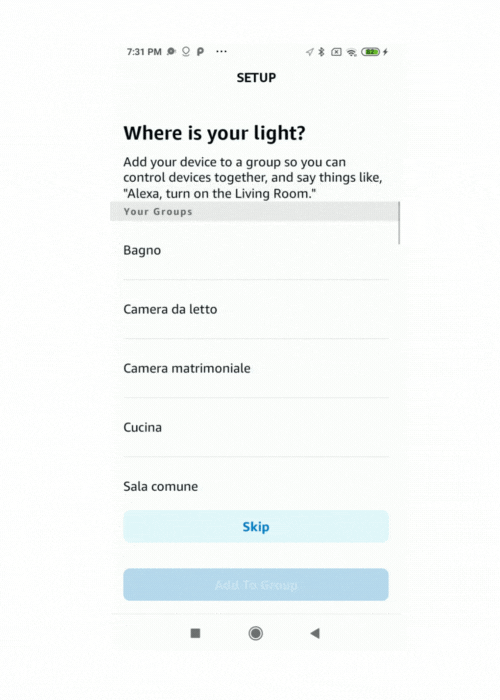 7:31 PM
82
SETUP
Where is your light?
Add your device to a group so you can
control devices together, and say things like,
"Alexa, turn on the Living Room."
Your Groups
Bagno
Camera da letto
Camera matrimoniale
Cucina
Sala comune
Skip
Add To Group